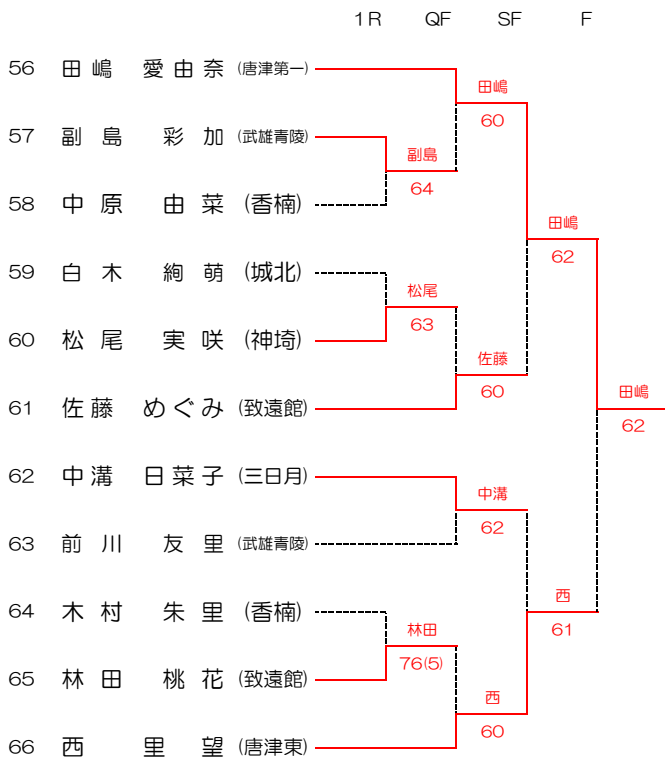 1R QF SF F
56 田嶋 愛由奈 (唐津第一)
田嶋
60
57 副島 彩加 (武雄青陵)
副島
64
58 中原 由菜 (香楠)
田嶋
62
59 白木 絢萌 (城北)
松尾
63
60 松尾 実咲 (神埼)
佐藤
60
61 佐藤 めぐみ (致遠館)
田嶋
62
62 中溝 日菜子 (三日月)
中溝
62
63 前川 友里 (武雄青陵)
西
61
64 木村 朱里 (香楠)
林田
76(5)
65 林田 桃花 (致遠館)
西
60
66 西 里望 (唐津東)